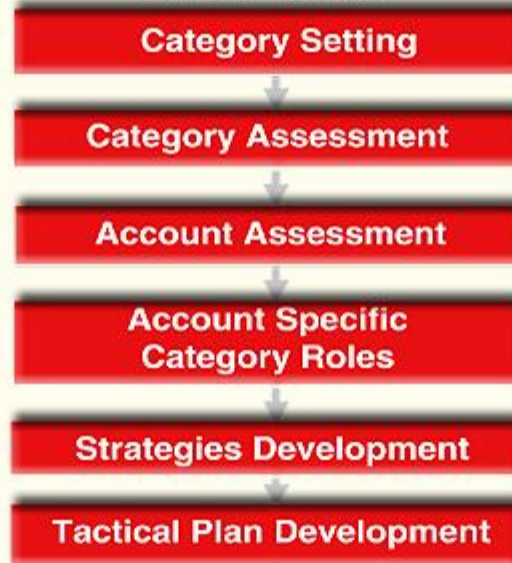 Category Setting
Category Assessment
Account Assessment
Account Specific
Category Roles
Strategies Development
Tactical Plan Development